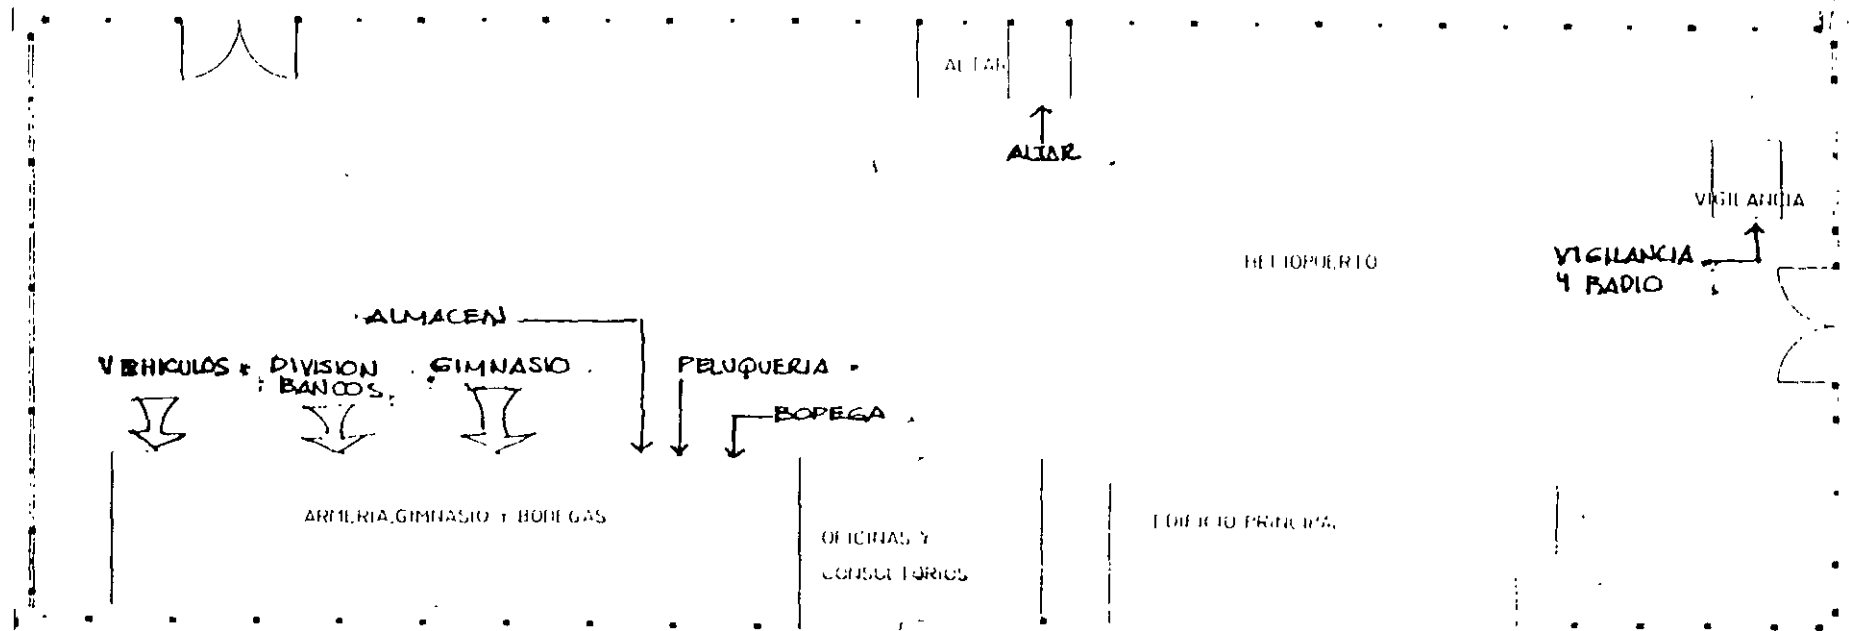 ALTAR
ALTAR
VIGILANCIA
HELIOPUERTO
VIGILANCIA
Y RADIO
ALMACEN
VEHICULOS
DIVISION
BANCOS
GIMNASIO
PELUQUERIA
BODEGA
ARMERIA,GIMNASIO Y BODEGAS
OFICINAS Y
CONSULTORIOS
EDIFICIO PRINCIPAL